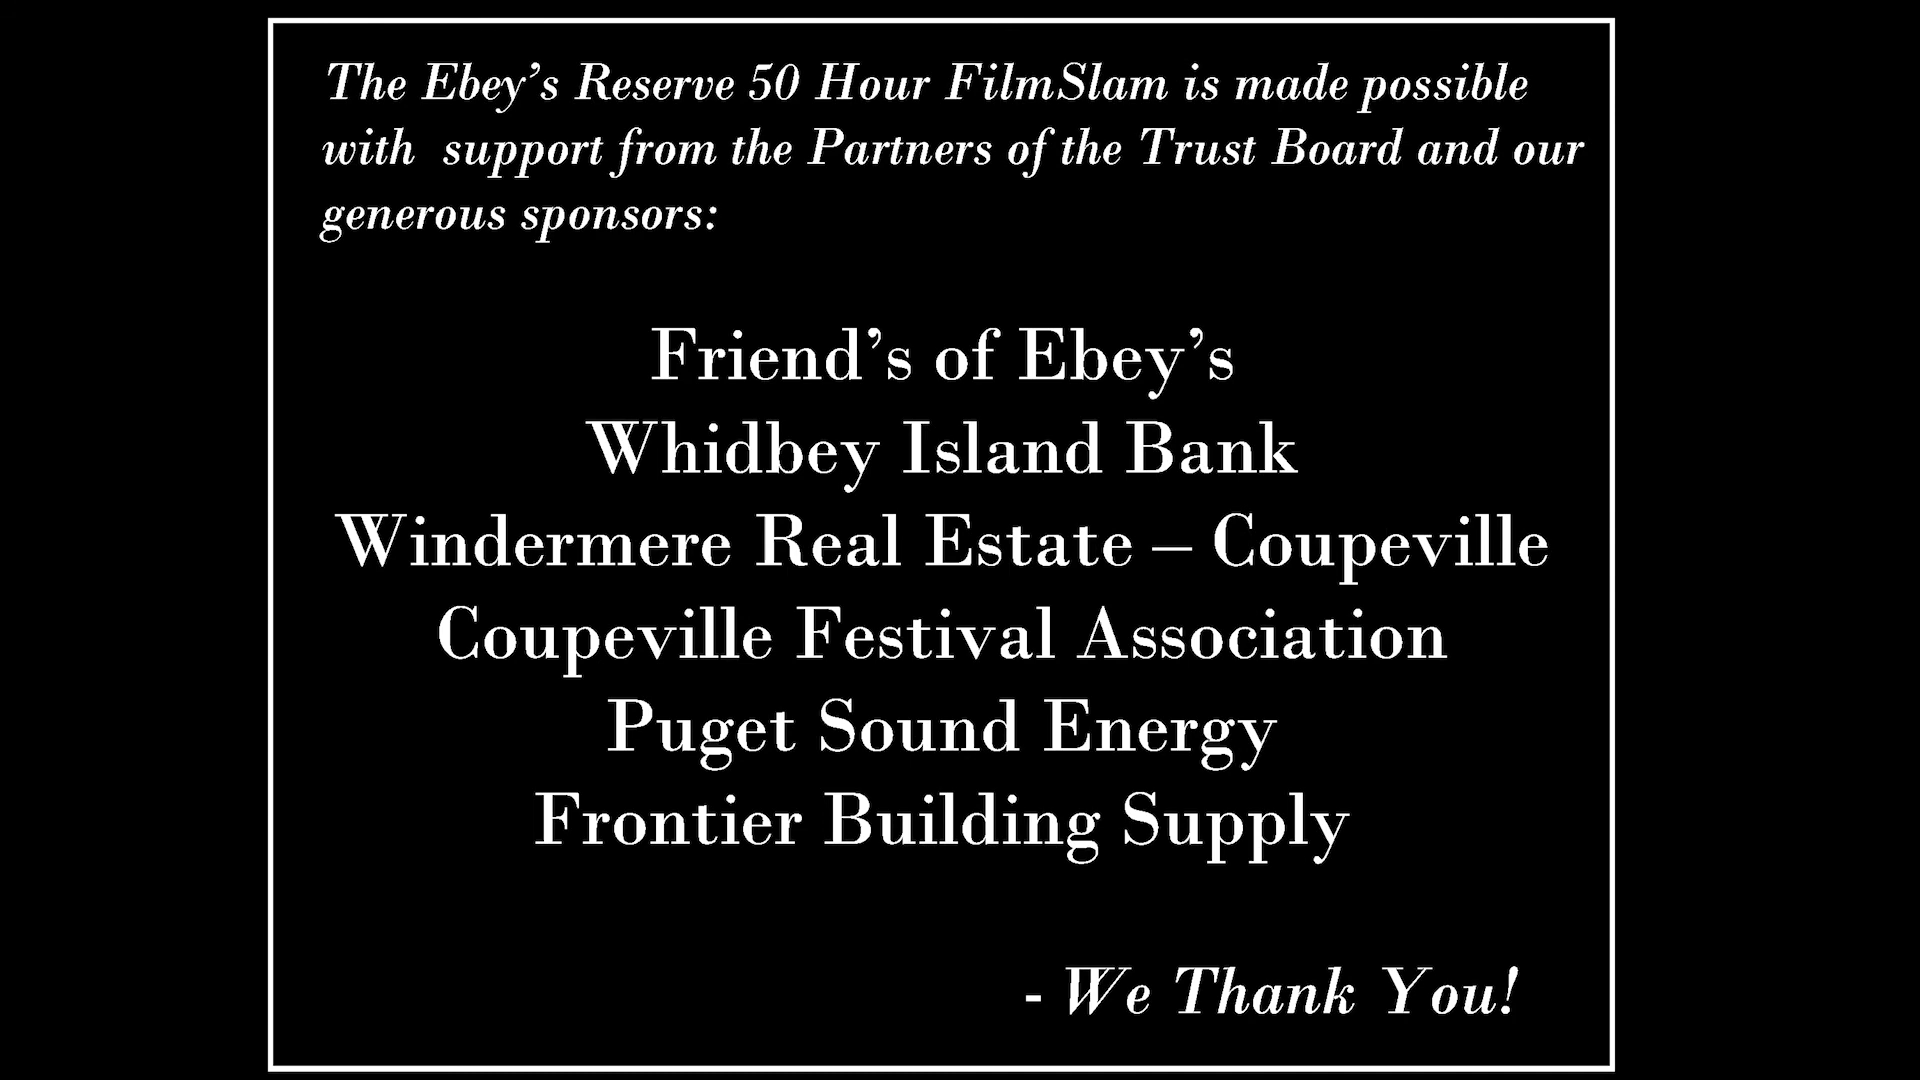 The Ebey’s Reserve 50 Hour FilmSlam is made possible
with  support from the Partners of the Trust Board and our
generous sponsors:
Friend’s of Ebey’s
Whidbey Island Bank
Windermere Real Estate – Coupeville
Coupeville Festival Association
Puget Sound Energy
Frontier Building Supply
- We Thank You!